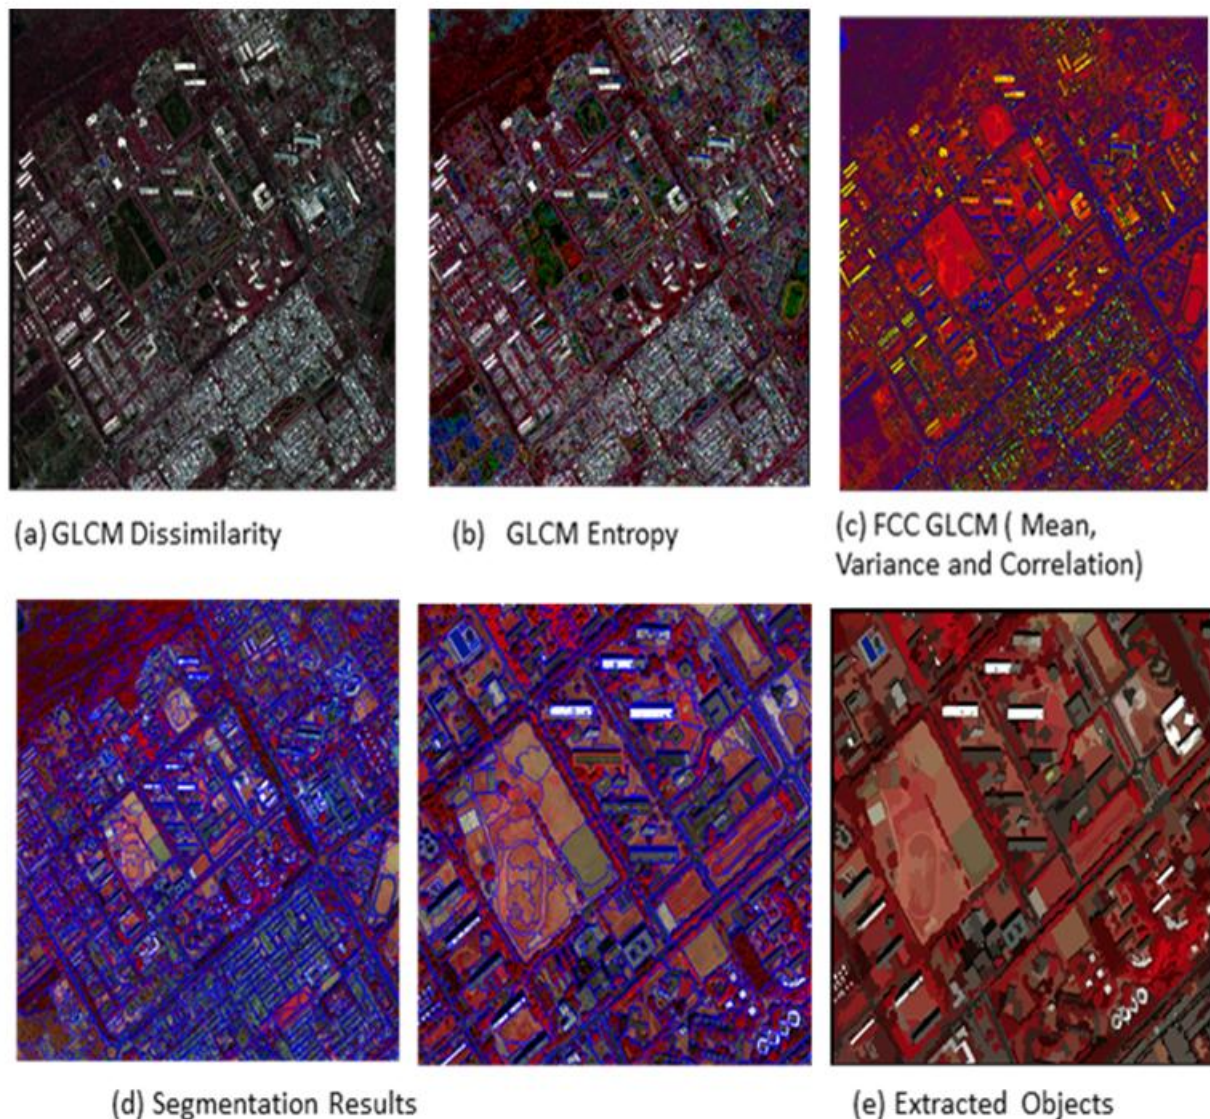 (a) GLCM Dissimilarity
(b) GLCM Entropy
(c) FCC GLCM ( Mean,
Variance and Correlation)
(d) Segmentation Results
(e) Extracted Objects